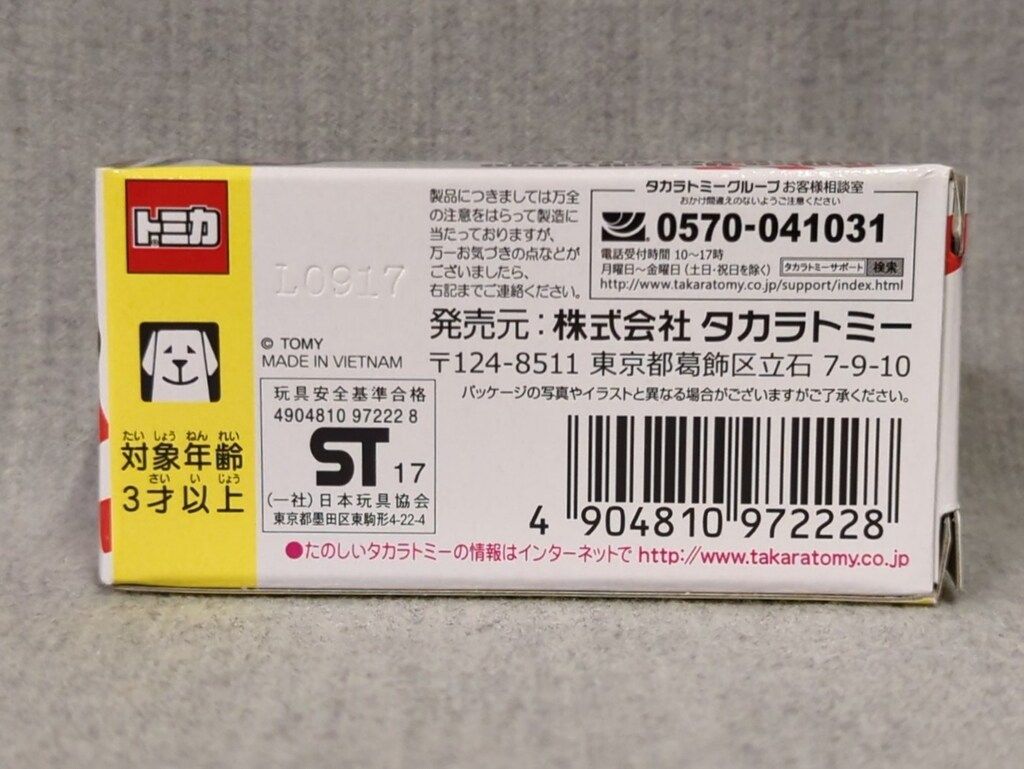 トミカ
L0917
© TOMY
MADE IN VIETNAM
たいしょうねんれい
対象年齢
さいいじょう
3才以上
玩具安全基準合格
4904810 97222 8
ST 17
(一社)日本玩具協会
東京都墨田区東駒形4-22-4
製品につきましては万全
の注意をはらって製造に
当たっておりますが、
万一お気づきの点などが
ございましたら、
右記までご連絡ください。
タカラトミーグループ お客様相談室
おかけ間違えのないようご注意ください
0570-041031
電話受付時間 10〜17時
月曜日〜金曜日(土日・祝日を除く) タカラトミーサポート 検索
http://www.takaratomy.co.jp/support/index.html
発売元:株式会社 タカラトミー
〒124-8511 東京都葛飾区立石 7-9-10
パッケージの写真やイラストと異なる場合がございますがご了承ください。
4 904810 972228
●たのしいタカラトミーの情報はインターネットで http://www.takaratomy.co.jp